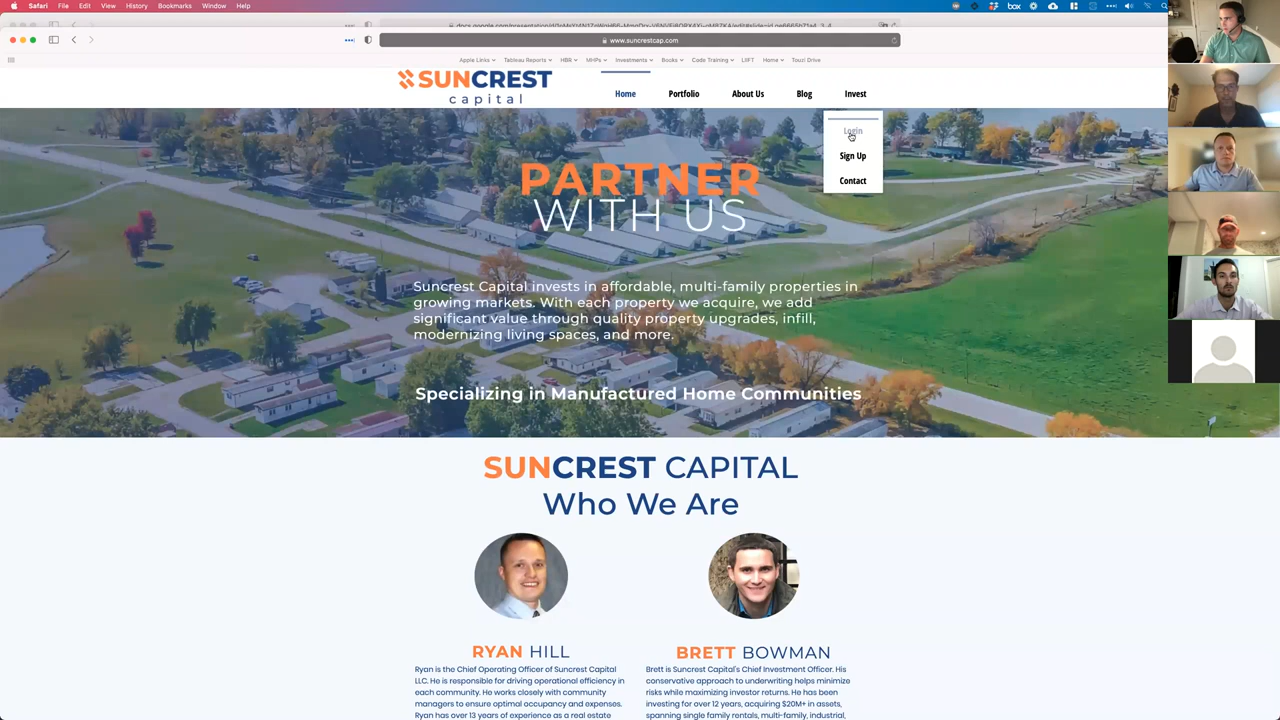 Safari File Edit View History Bookmarks Window Help
box
www.suncrestcap.com
Apple Links Tableau Reports HBR MHPs Investments Books Code Training LIIFT Home Touzi Drive
SUNCREST
capital
Home Portfolio About Us Blog Invest
Login
Sign Up
Contact
PARTNER
WITH US
Suncrest Capital invests in affordable, multi-family properties in
growing markets. With each property we acquire, we add
significant value through quality property upgrades, infill,
modernizing living spaces, and more.
Specializing in Manufactured Home Communities
SUNCREST CAPITAL
Who We Are
RYAN HILL
Ryan is the Chief Operating Officer of Suncrest Capital
LLC. He is responsible for driving operational efficiency in
each community. He works closely with community
managers to ensure optimal occupancy and expenses.
Ryan has over 13 years of experience as a real estate
BRETT BOWMAN
Brett is Suncrest Capital's Chief Investment Officer. His
conservative approach to underwriting helps minimize
risks while maximizing investor returns. He has been
investing for over 12 years, acquiring $20M+ in assets,
spanning single family rentals, multi-family, industrial,